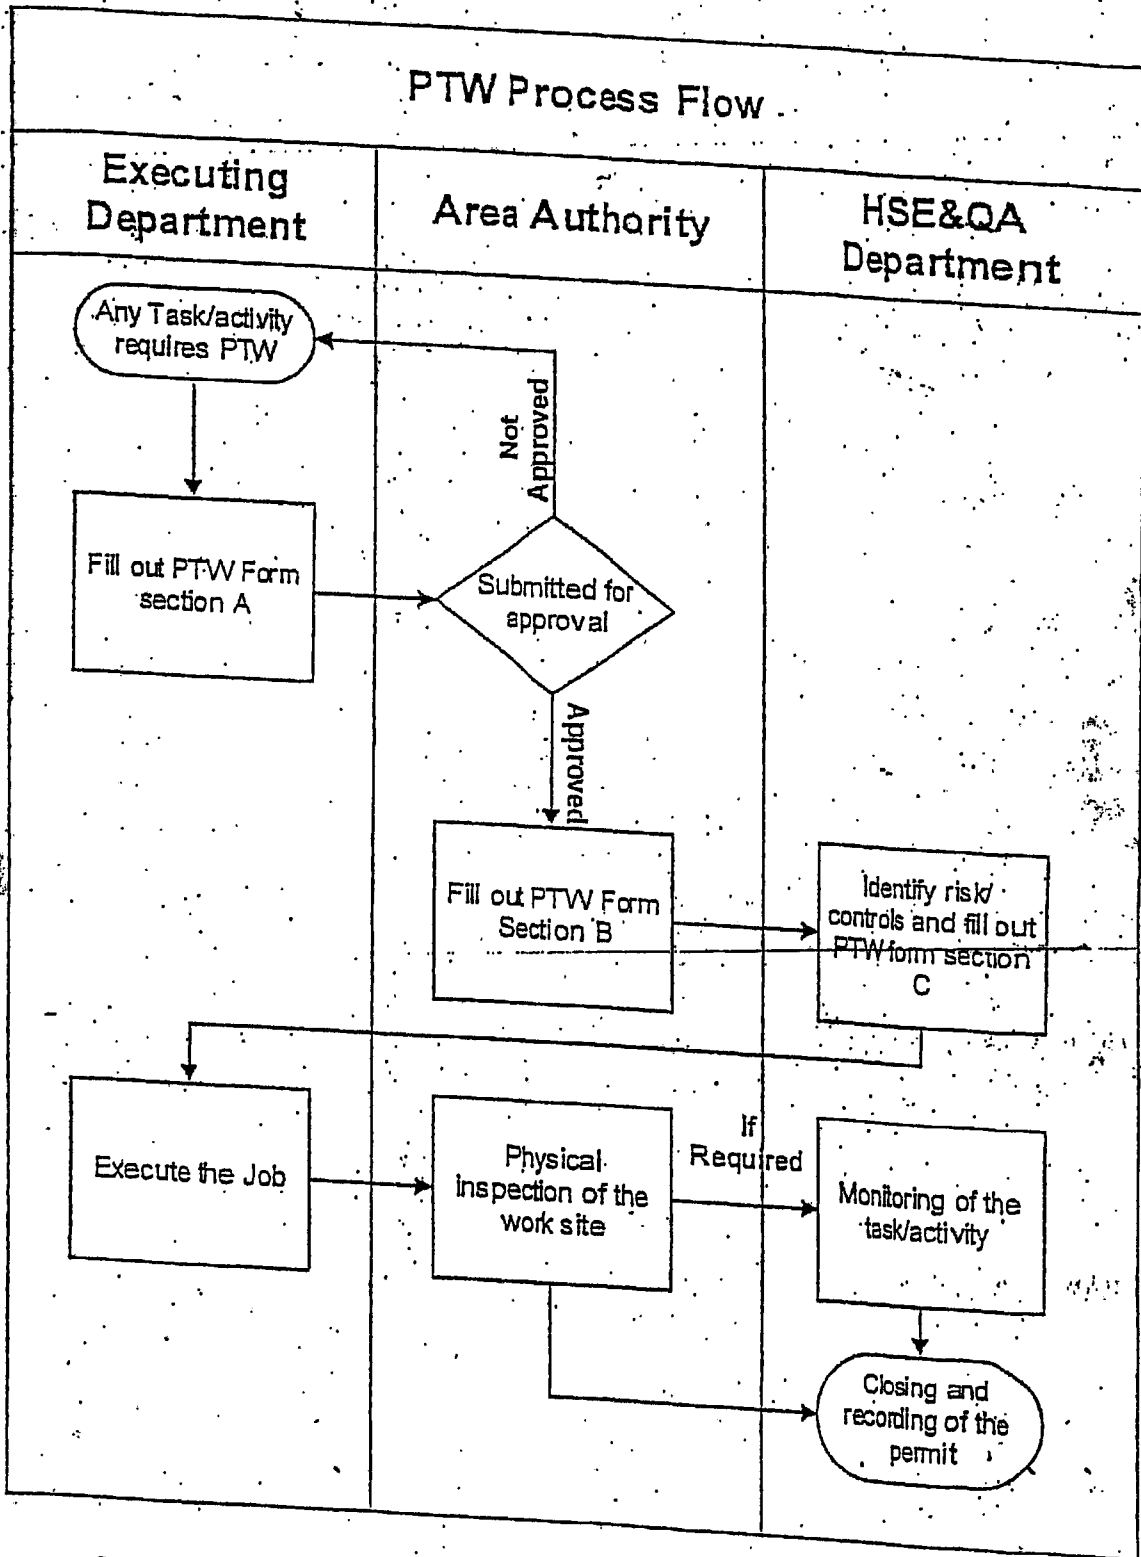 PTW Process Flow
Executing
Department
Area Authority
HSE&QA
Department
Any Task/activity
requires PTW
Not
Approved
Fill out PTW Form
section A
Submitted for
approval
Approved
Fill out PTW Form
Section B
Identify risk/
controls and fill out
PTW form section
C
Execute the Job
Physical
inspection of the
work site
If
Required
Monitoring of the
task/activity
Closing and
recording of the
permit